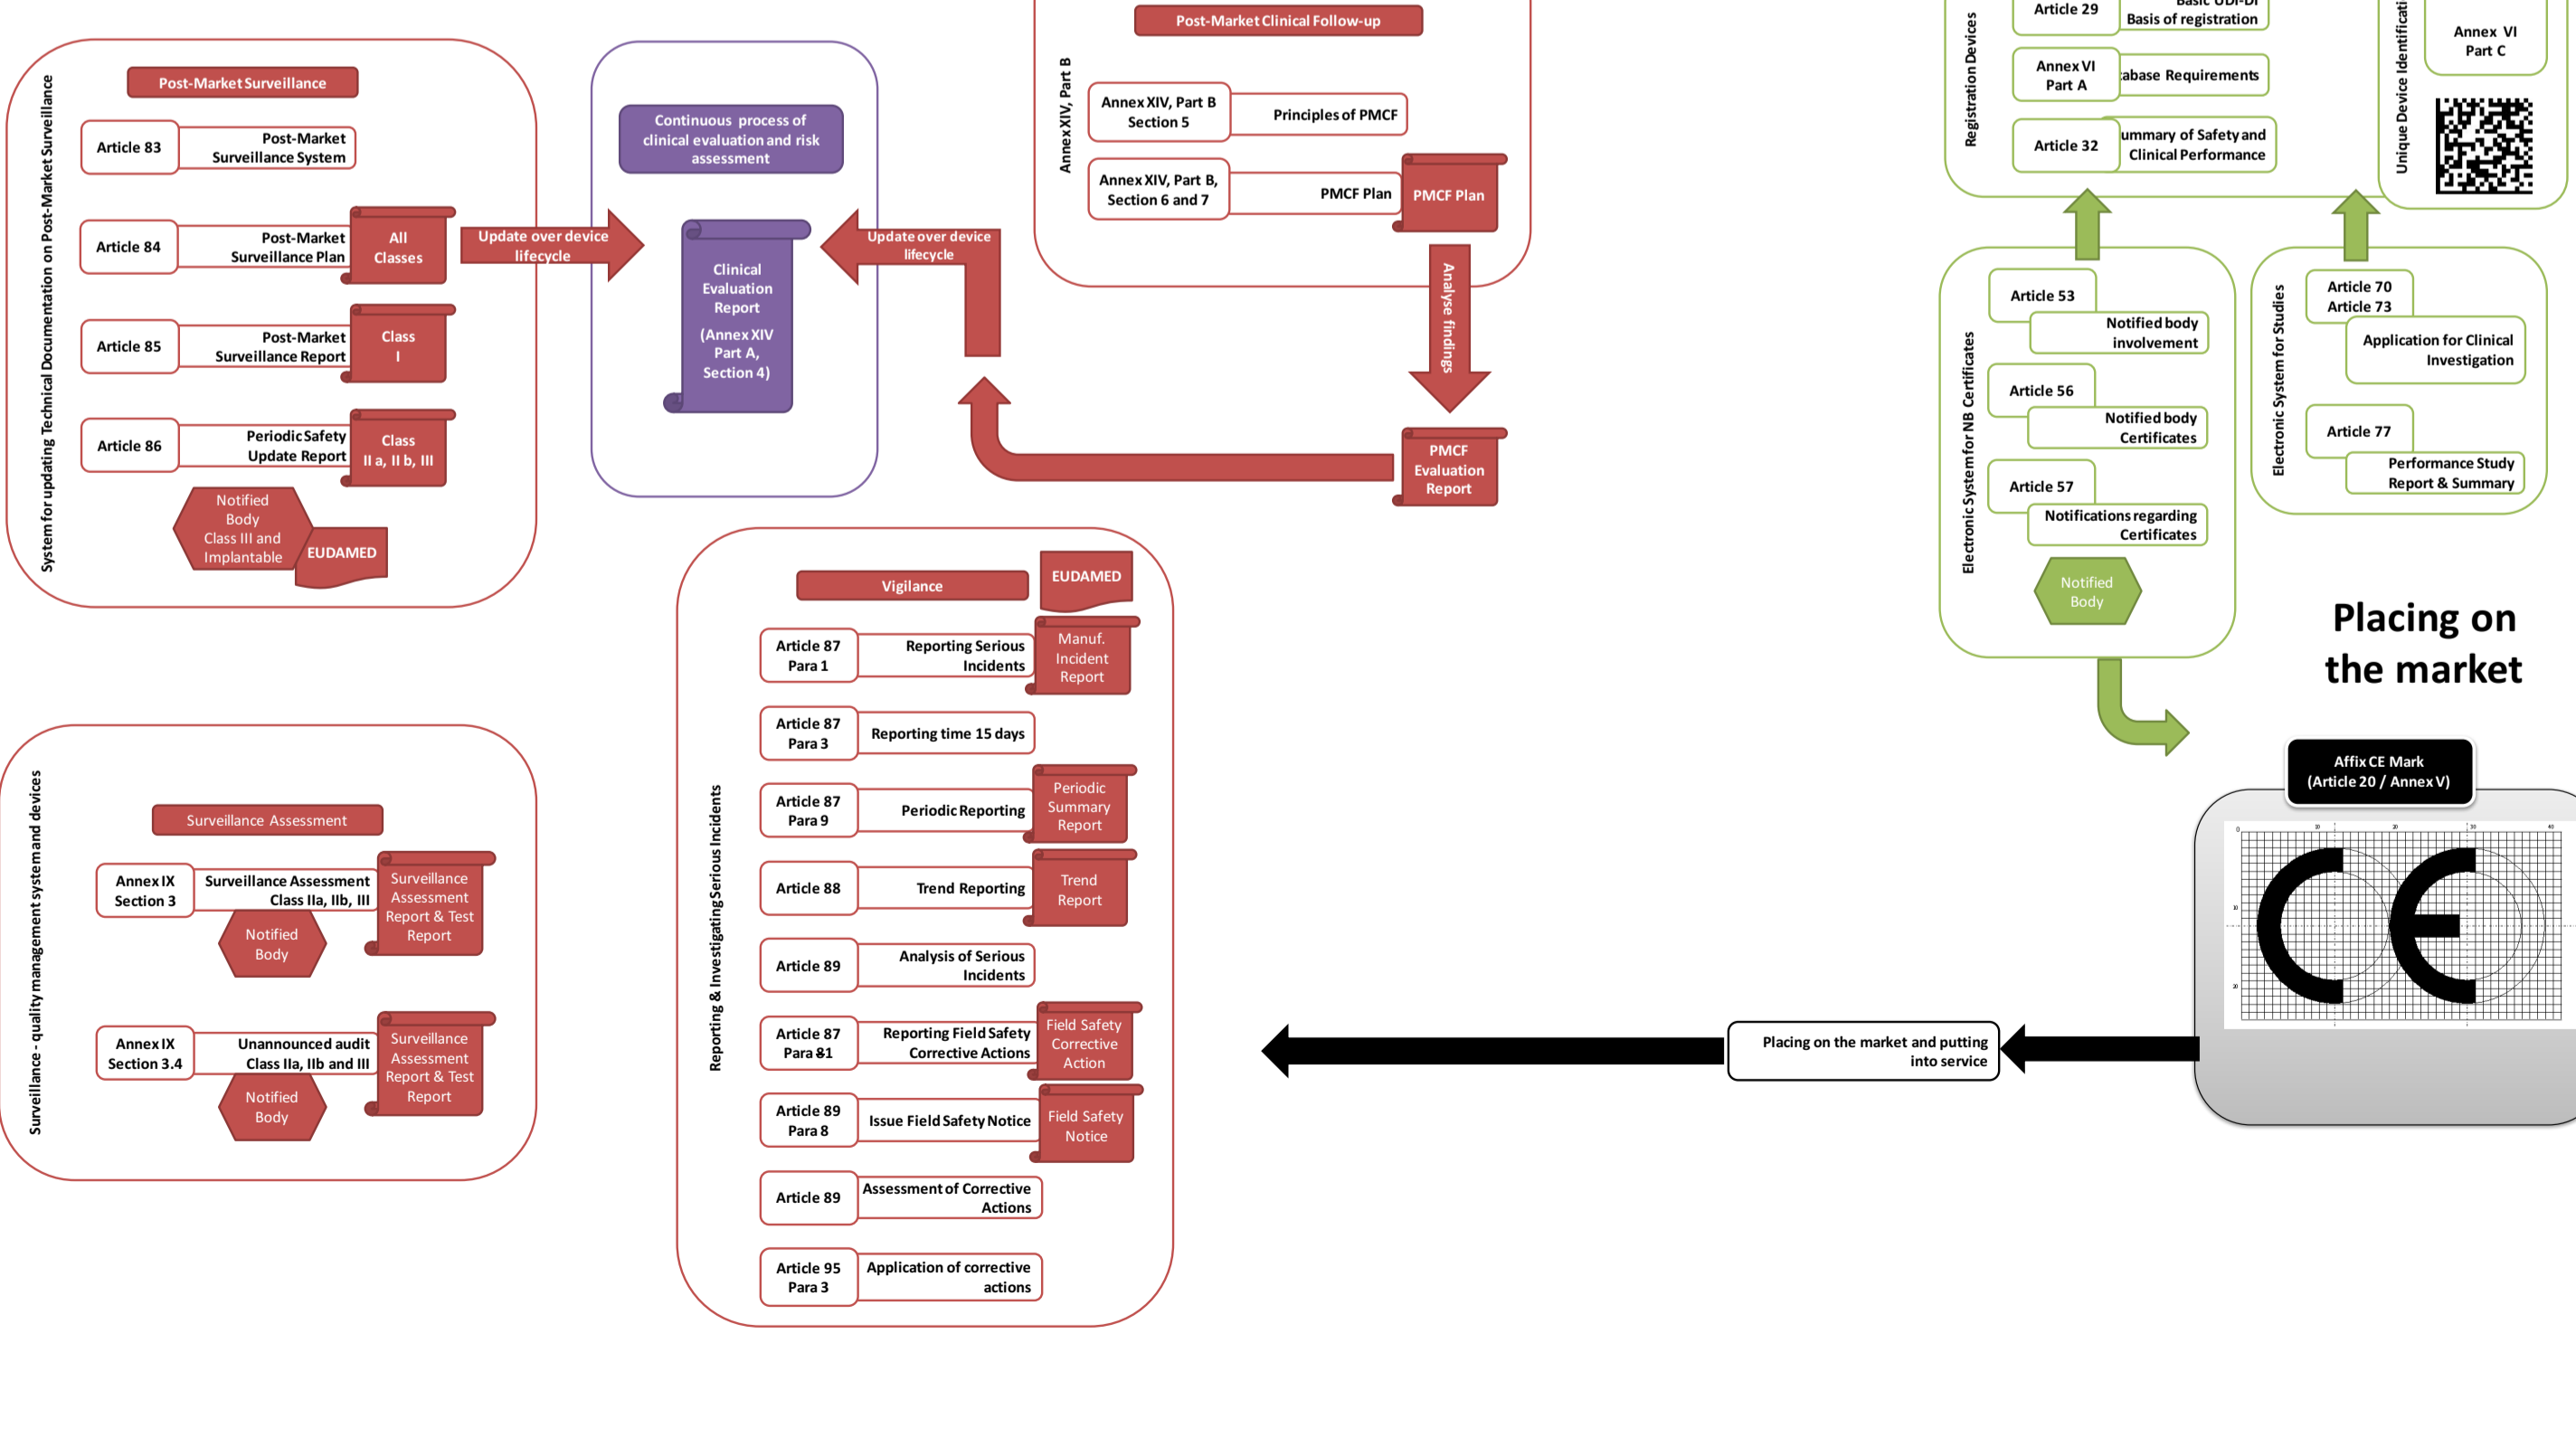 System for updating Technical Documentation on Post-Market Surveillance
Post-Market Surveillance
Article 83
Post-Market
Surveillance System
Article 84
Post-Market
Surveillance Plan
All
Classes
Article 85
Post-Market
Surveillance Report
Class
I
Article 86
Periodic Safety
Update Report
Class
II a, II b, III
Notified
Body
Class III and
Implantable
EUDAMED
Update over device
lifecycle
Continuous process of
clinical evaluation and risk
assessment
Clinical
Evaluation
Report
(Annex XIV
Part A,
Section 4)
Update over device
lifecycle
Annex XIV, Part B
Post-Market Clinical Follow-up
Annex XIV, Part B
Section 5
Principles of PMCF
Annex XIV, Part B,
Section 6 and 7
PMCF Plan
PMCF Plan
Analyse findings
PMCF
Evaluation
Report
Surveillance - quality management system and devices
Surveillance Assessment
Annex IX
Section 3
Surveillance Assessment
Class IIa, IIb, III
Surveillance
Assessment
Report & Test
Report
Notified
Body
Annex IX
Section 3.4
Unannounced audit
Class IIa, IIb and III
Surveillance
Assessment
Report & Test
Report
Notified
Body
Reporting & Investigating Serious Incidents
Vigilance
EUDAMED
Article 87
Para 1
Reporting Serious
Incidents
Manuf.
Incident
Report
Article 87
Para 3
Reporting time 15 days
Article 87
Para 9
Periodic Reporting
Periodic
Summary
Report
Article 88
Trend Reporting
Trend
Report
Article 89
Analysis of Serious
Incidents
Article 87
Para 81
Reporting Field Safety
Corrective Actions
Field Safety
Corrective
Action
Article 89
Para 8
Issue Field Safety Notice
Field Safety
Notice
Article 89
Assessment of Corrective
Actions
Article 95
Para 3
Application of corrective
actions
Registration Devices
Article 29
Basic UDI-DI
Basis of registration
Annex VI
Part A
tabase Requirements
Article 32
ummary of Safety and
Clinical Performance
Unique Device Identificati
Annex VI
Part C
Electronic System for NB Certificates
Article 53
Notified body
involvement
Article 56
Notified body
Certificates
Article 57
Notifications regarding
Certificates
Notified
Body
Electronic System for Studies
Article 70
Article 73
Application for Clinical
Investigation
Article 77
Performance Study
Report & Summary
Placing on
the market
Affix CE Mark
(Article 20 / Annex V)
0 10 20 30 40
10
20
CE
Placing on the market and putting
into service